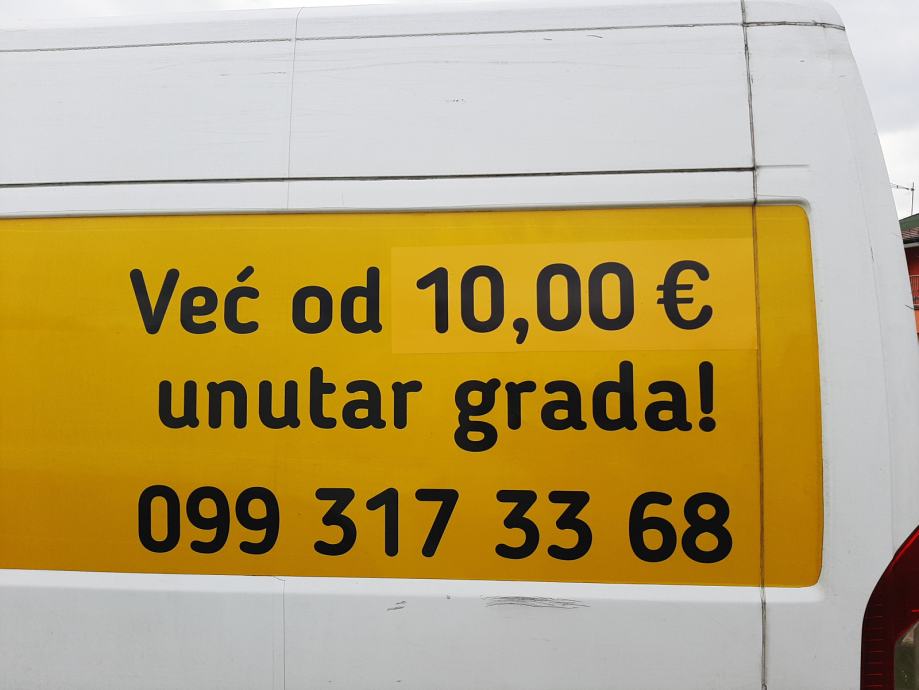 Već od 10,00 €
unutar grada!
099 317 33 68